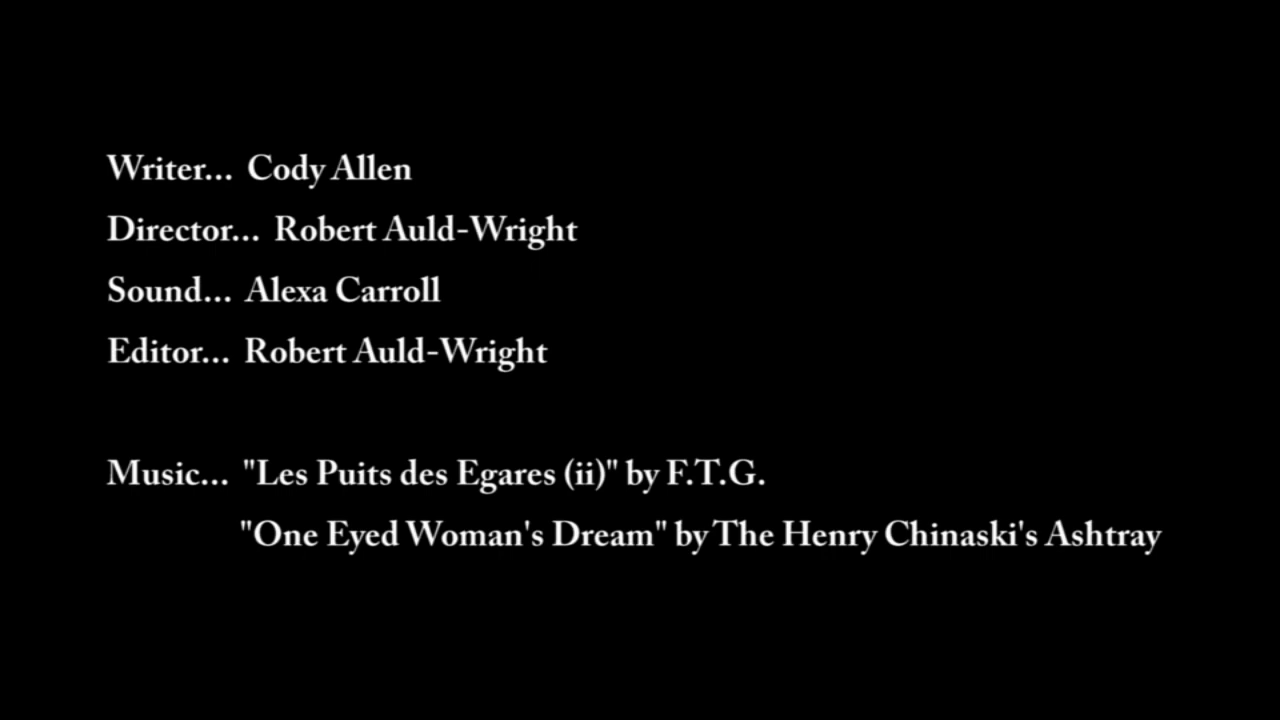 Writer... Cody Allen
Director... Robert Auld-Wright
Sound... Alexa Carroll
Editor... Robert Auld-Wright
Music... "Les Puits des Egares (ii)" by F.T.G.
"One Eyed Woman's Dream" by The Henry Chinaski's Ashtray